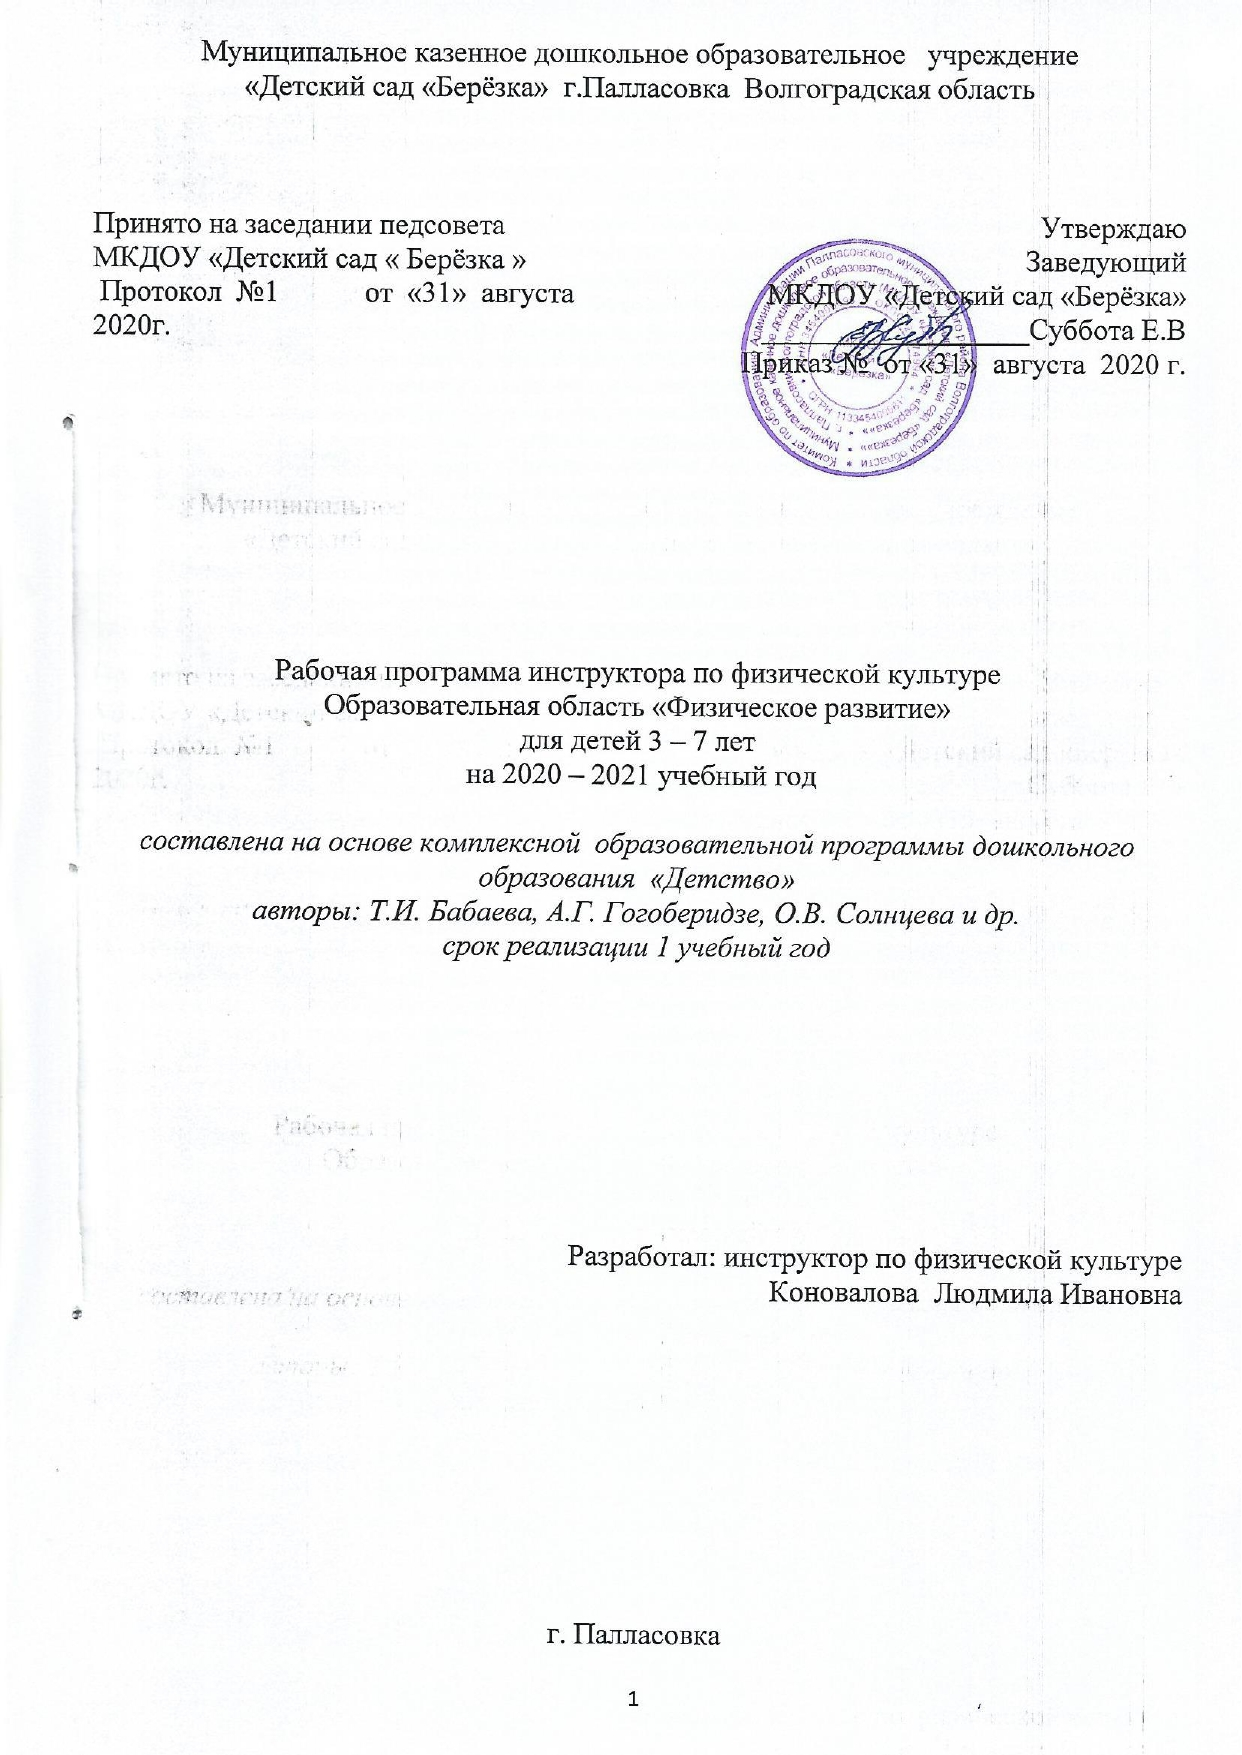 Муниципальное казенное дошкольное образовательное учреждение
«Детский сад «Берёзка» г.Палласовка Волгоградская область
Принято на заседании педсовета
МКДОУ «Детский сад « Берёзка »
Протокол №1 от «31» августа
2020г.
Утверждаю
Заведующий
МКДОУ «Детский сад «Берёзка»
Суббота Е.В
Приказ № от «31» августа 2020 г.
Рабочая программа инструктора по физической культуре
Образовательная область «Физическое развитие»
для детей 3 – 7 лет
на 2020 – 2021 учебный год
составлена на основе комплексной образовательной программы дошкольного
образования «Детство»
авторы: Т.И. Бабаева, А.Г. Гогоберидзе, О.В. Солнцева и др.
срок реализации 1 учебный год
Разработал: инструктор по физической культуре
Коновалова Людмила Ивановна
г. Палласовка
1